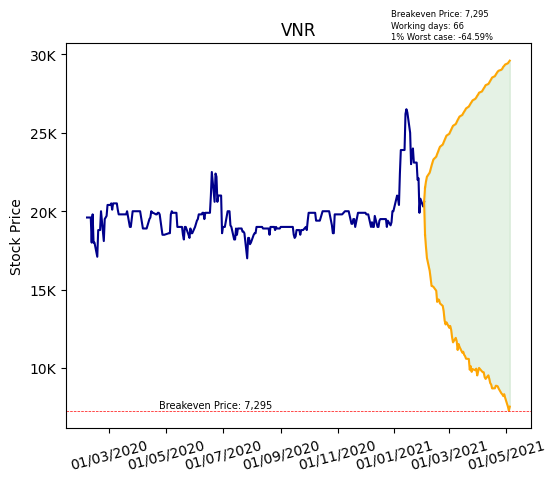 Breakeven Price: 7,295
Working days: 66
1% Worst case: -64.59%
VNR
Stock Price
30K
25K
20K
15K
10K
Breakeven Price: 7,295
01/03/2020
01/05/2020
01/07/2020
01/09/2020
01/11/2020
01/01/2021
01/03/2021
01/05/2021